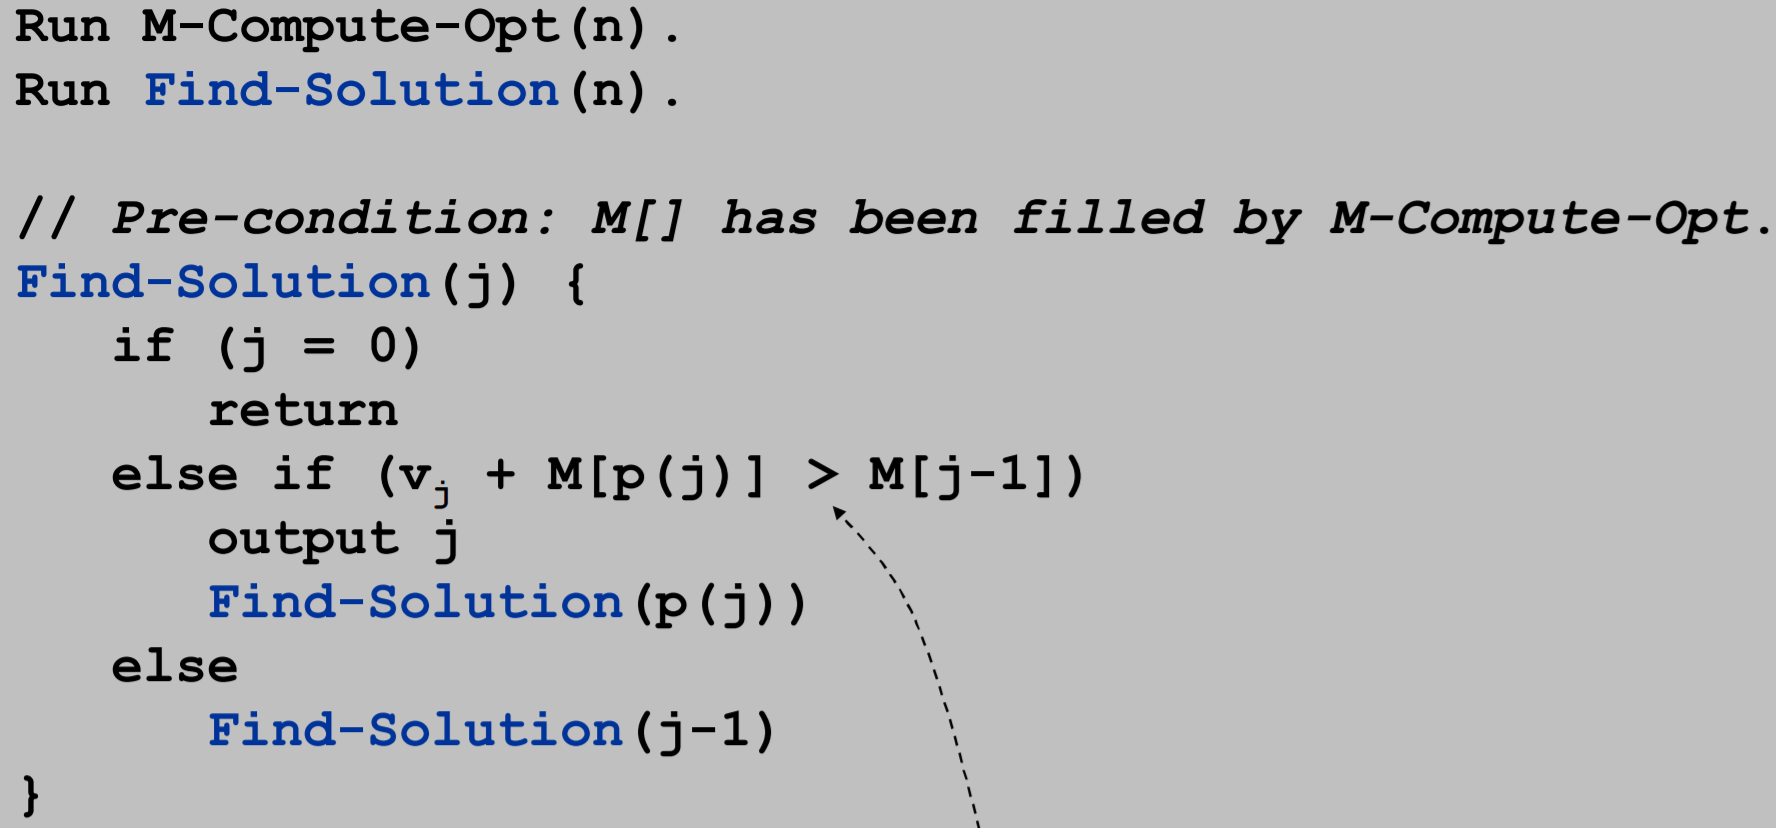 Run M-Compute-Opt(n).
Run Find-Solution(n).
// Pre-condition: M[] has been filled by M-Compute-Opt.
Find-Solution(j) {
if (j = 0)
return
else if (vj + M[p(j)] > M[j-1])
output j
Find-Solution(p(j))
else
Find-Solution(j-1)
}